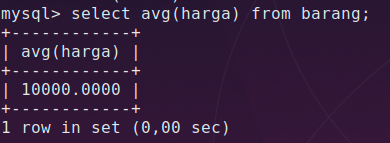 mysql> select avg(harga) from barang;
+------------+
| avg(harga) |
+------------+
| 10000.0000 |
+------------+
1 row in set (0,00 sec)